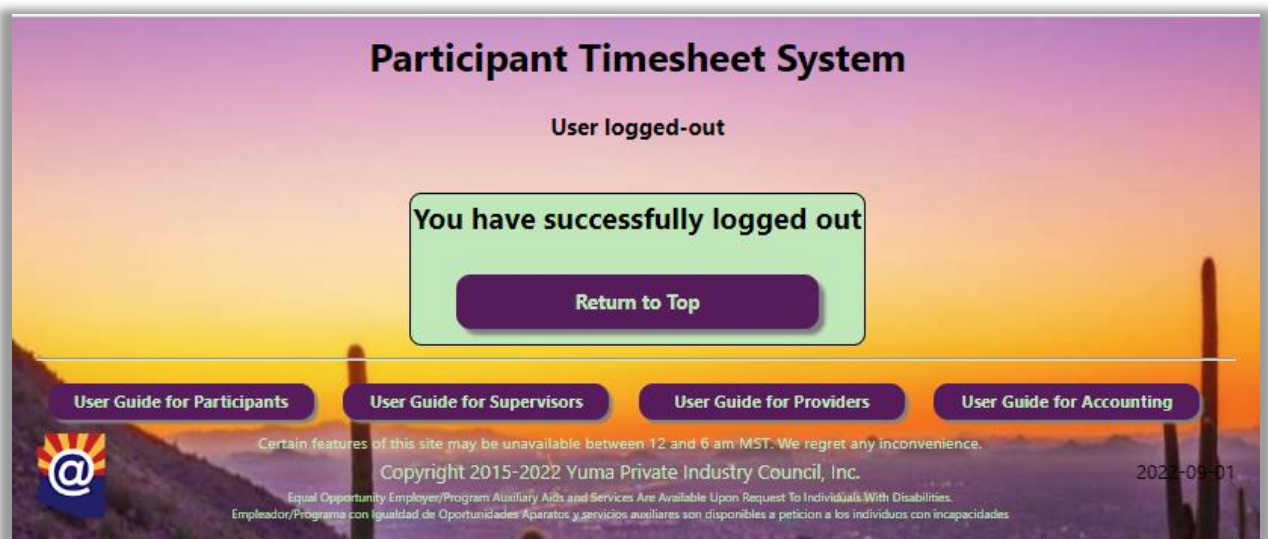 Participant Timesheet System
User logged-out
You have successfully logged out
Return to Top
User Guide for Participants
User Guide for Supervisors
User Guide for Providers
User Guide for Accounting
Certain features of this site may be unavailable between 12 and 6 am MST. We regret any inconvenience.
@
Copyright 2015-2022 Yuma Private Industry Council, Inc.
2022-09-01
Equal Opportunity Employer/Program Auxiliary Aids and Services Are Available Upon Request To Individuals With Disabilities.
Empleador/Programa con Igualdad de Oportunidades Aparatos y servicios auxiliares son disponibles a peticion a los individuos con incapacidades